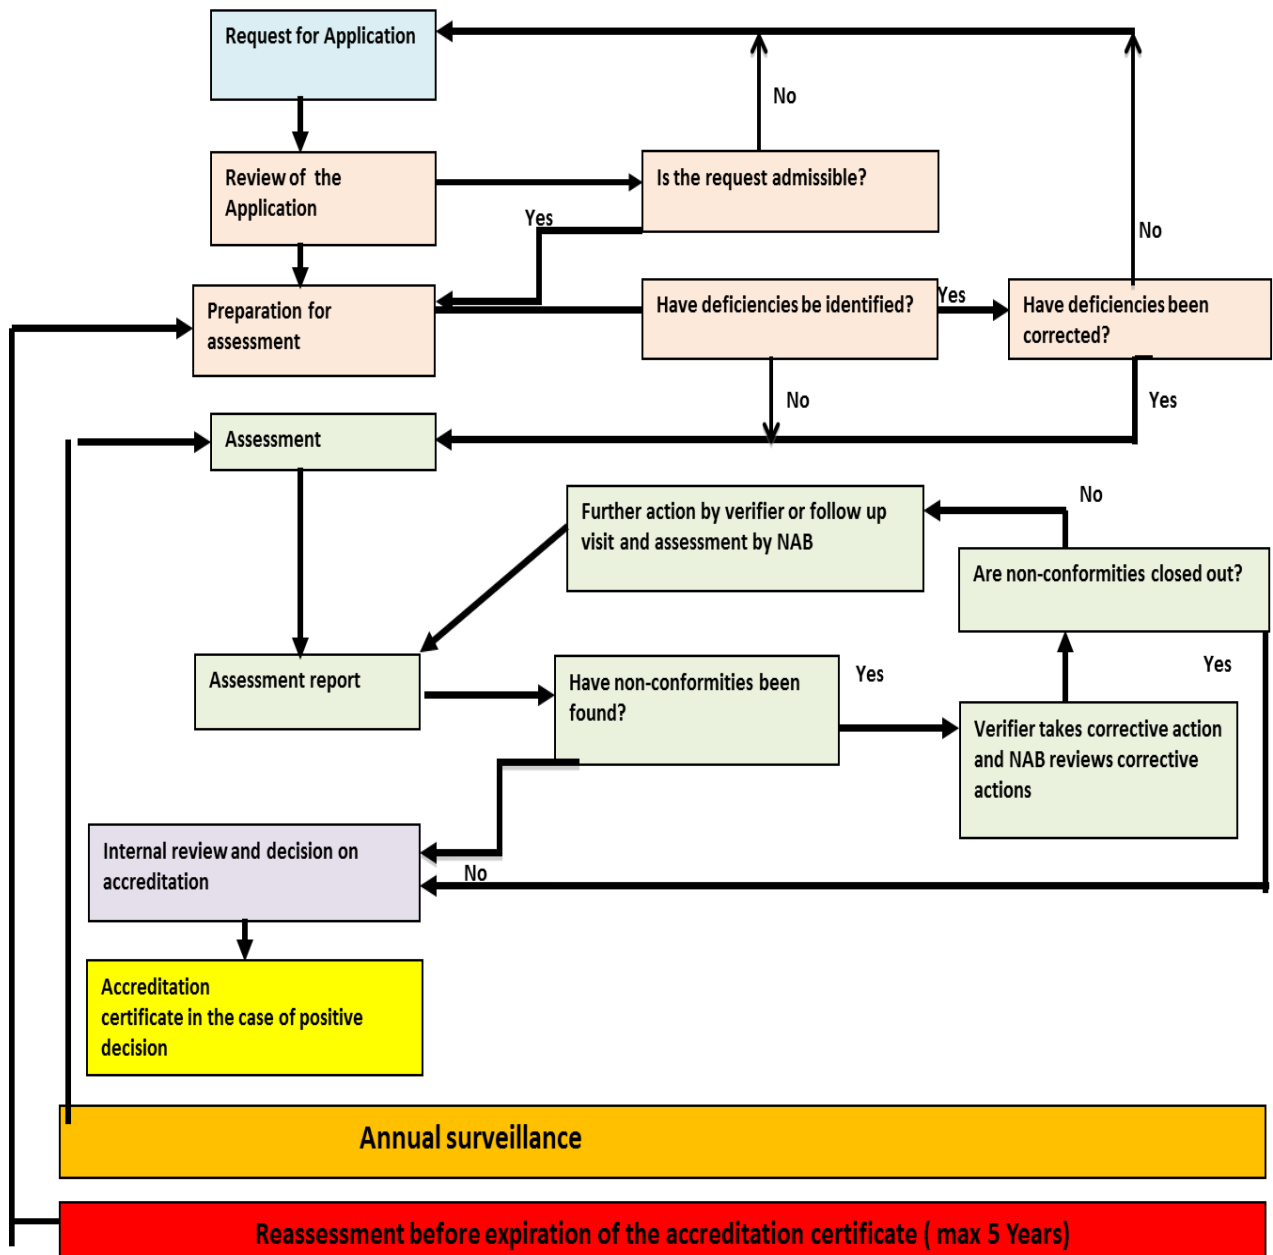 Request for Application
No
Review of the
Application
Is the request admissible?
Yes
No
Preparation for
assessment
Have deficiencies be identified?
Yes
Have deficiencies been
corrected?
No
Yes
Assessment
Further action by verifier or follow up
visit and assessment by NAB
No
Are non-conformities closed out?
Assessment report
Have non-conformities been
found?
Yes
Yes
Verifier takes corrective action
and NAB reviews corrective
actions
Internal review and decision on
accreditation
No
Accreditation
certificate in the case of positive
decision
Annual surveillance
Reassessment before expiration of the accreditation certificate ( max 5 Years)